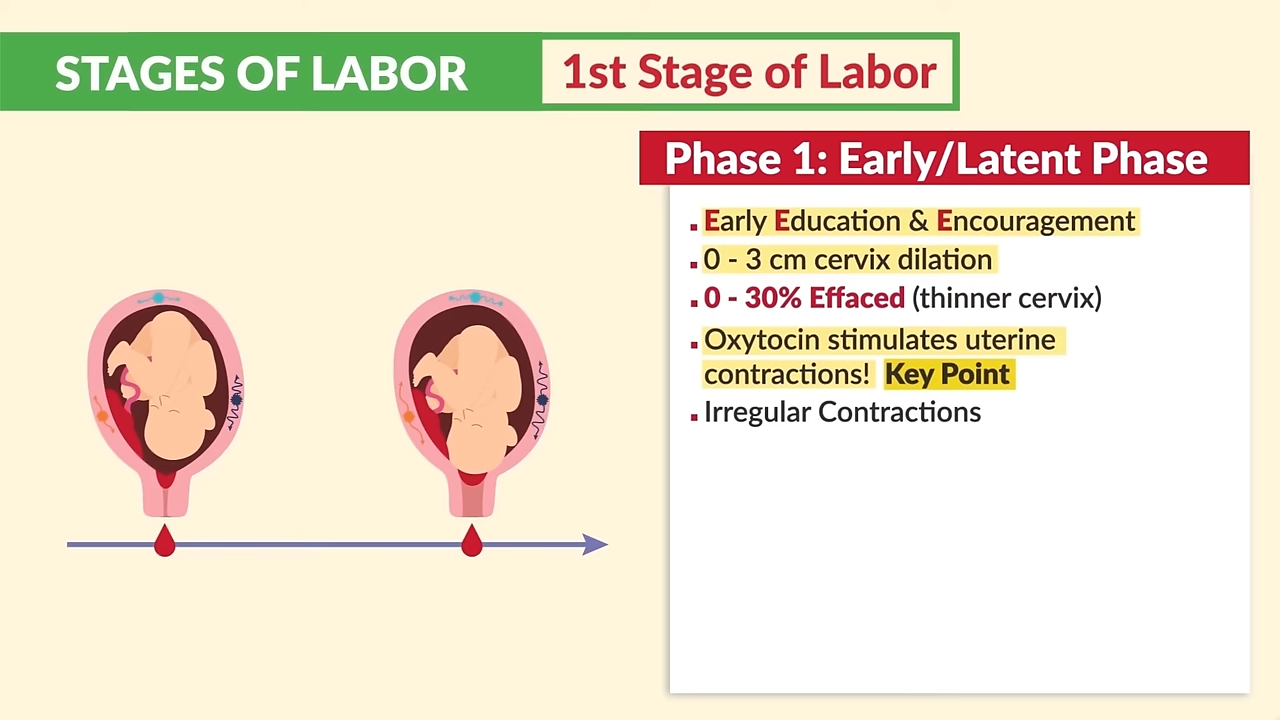 STAGES OF LABOR
1st Stage of Labor
Phase 1: Early/Latent Phase
Early Education & Encouragement
0 - 3 cm cervix dilation
0 - 30% Effaced (thinner cervix)
Oxytocin stimulates uterine
contractions! Key Point
Irregular Contractions